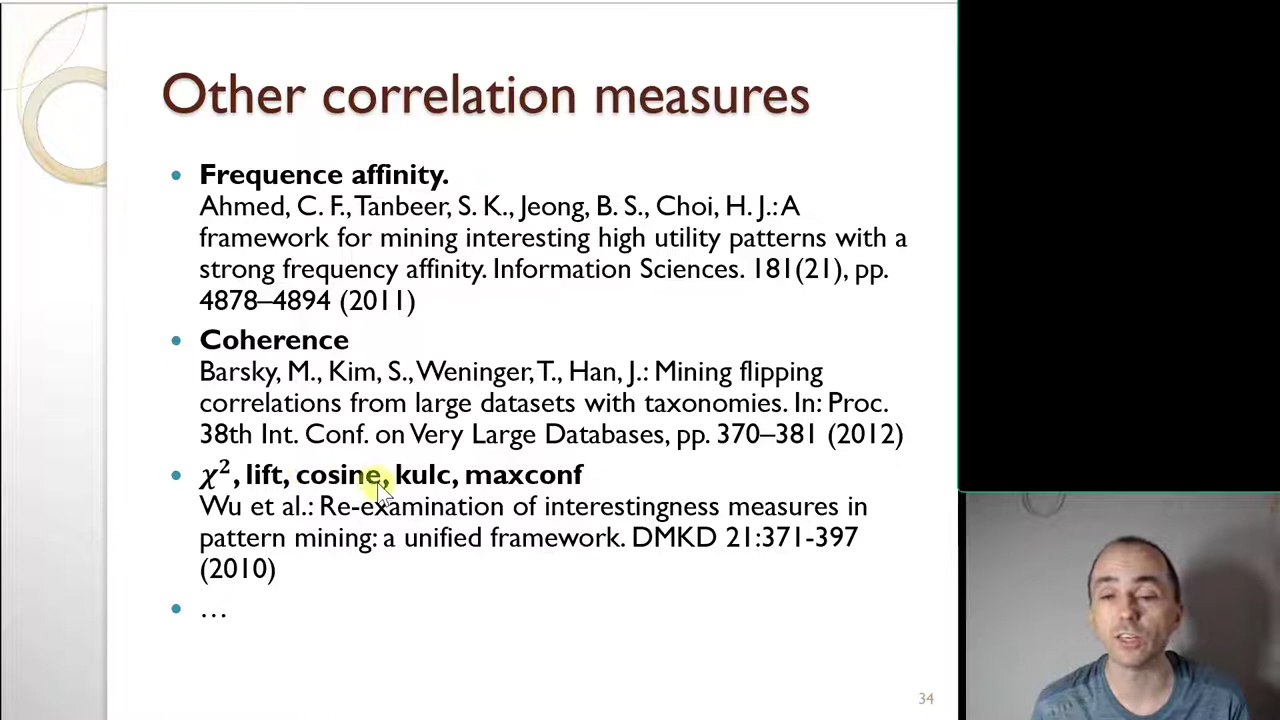 Other correlation measures
• Frequence affinity.
Ahmed, C. F., Tanbeer, S. K., Jeong, B. S., Choi, H. J.: A
framework for mining interesting high utility patterns with a
strong frequency affinity. Information Sciences. 181(21), pp.
4878–4894 (2011)
• Coherence
Barsky, M., Kim, S., Weninger, T., Han, J.: Mining flipping
correlations from large datasets with taxonomies. In: Proc.
38th Int. Conf. on Very Large Databases, pp. 370–381 (2012)
• χ², lift, cosine, kulc, maxconf
Wu et al.: Re-examination of interestingness measures in
pattern mining: a unified framework. DMKD 21:371-397
(2010)
• …
34